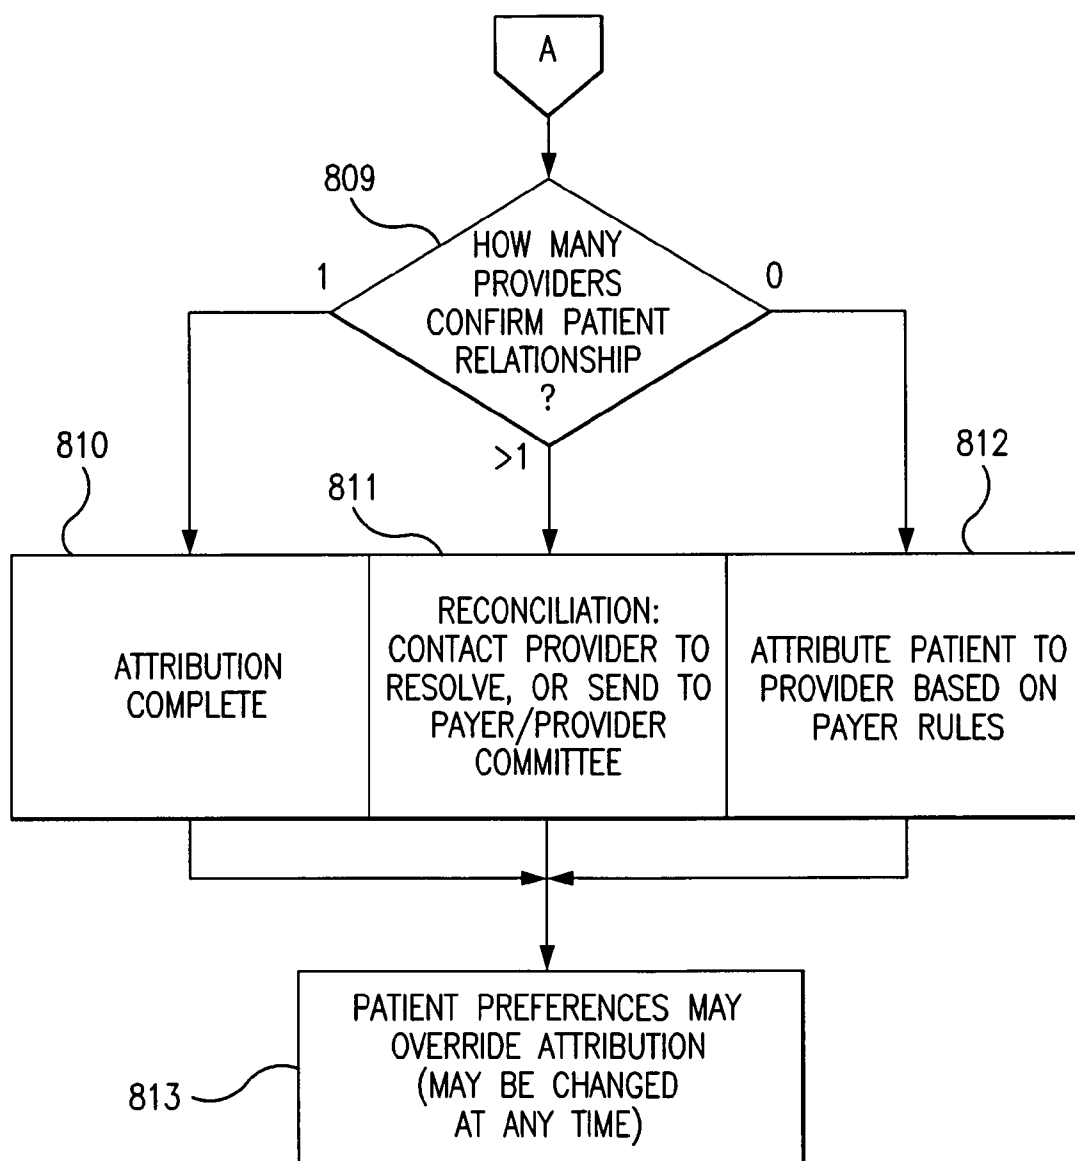 A
809
HOW MANY
PROVIDERS
CONFIRM PATIENT
RELATIONSHIP
?
1
0
>1
810
811
812
ATTRIBUTION
COMPLETE
RECONCILIATION:
CONTACT PROVIDER TO
RESOLVE, OR SEND TO
PAYER/PROVIDER
COMMITTEE
ATTRIBUTE PATIENT TO
PROVIDER BASED ON
PAYER RULES
PATIENT PREFERENCES MAY
OVERRIDE ATTRIBUTION
(MAY BE CHANGED
AT ANY TIME)
813